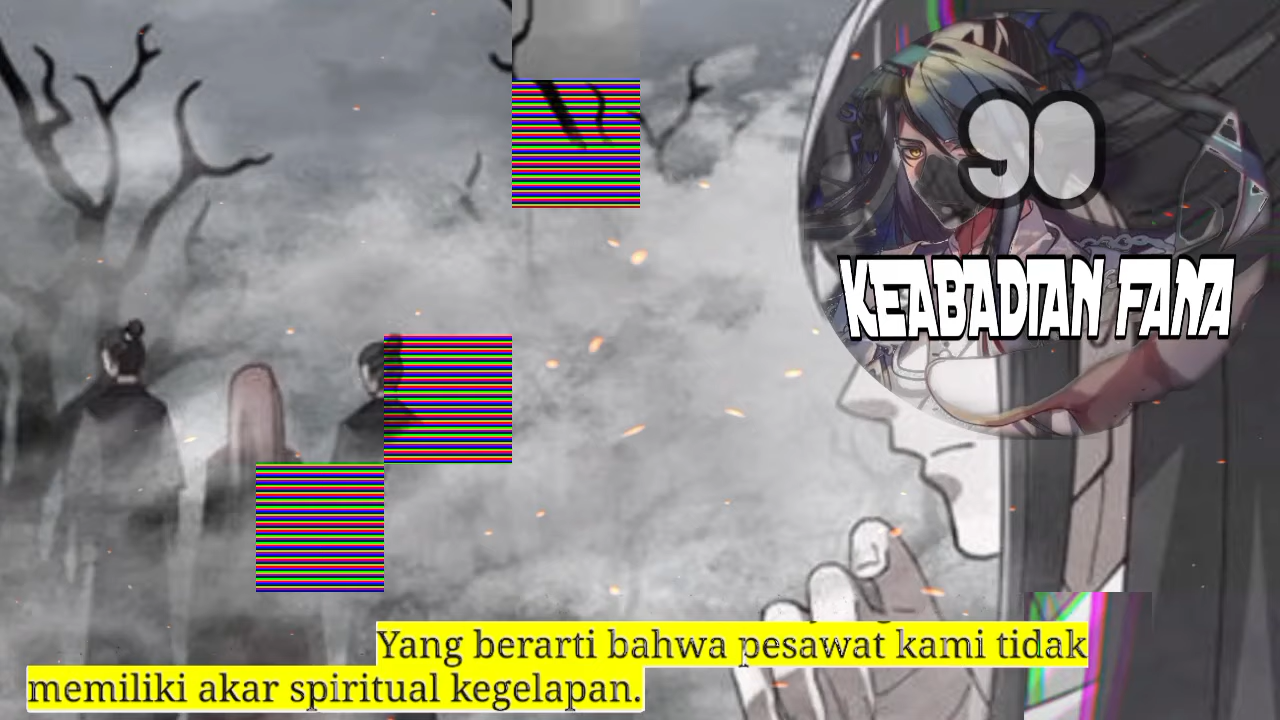 90
KEABADIAN FANA
Yang berarti bahwa pesawat kami tidak
memiliki akar spiritual kegelapan.